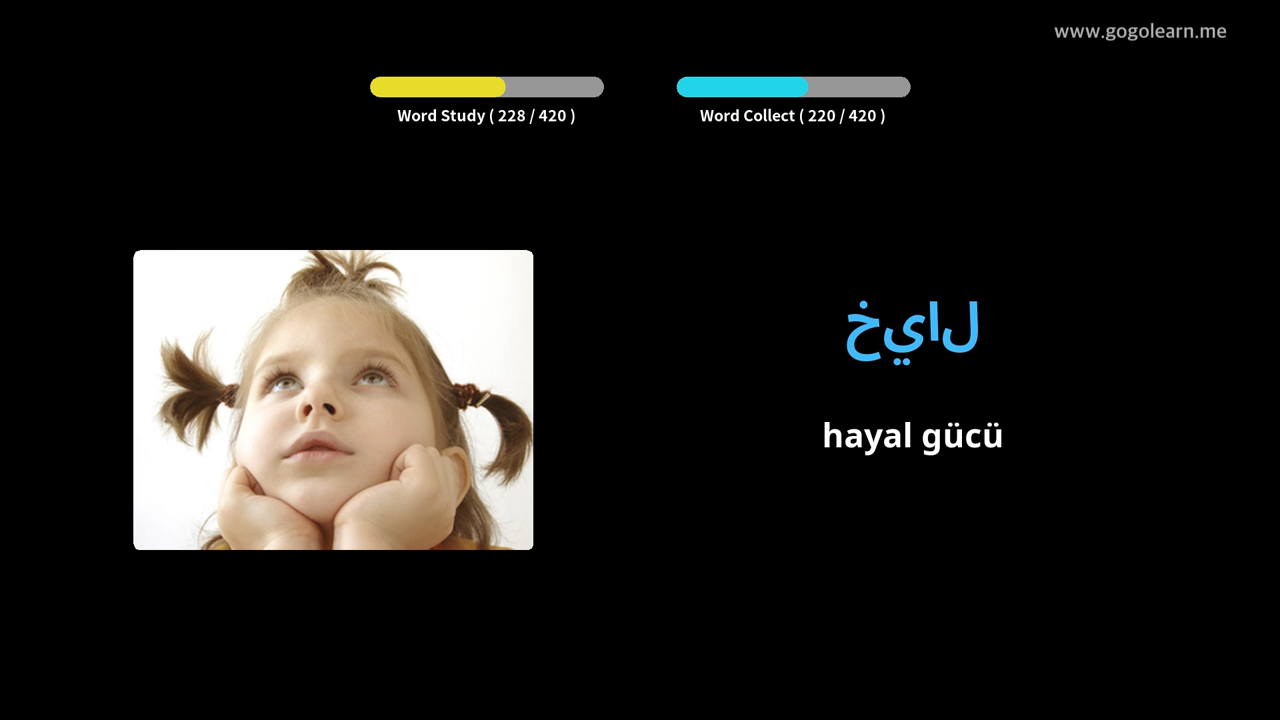 www.gogolearn.me
Word Study ( 228 / 420 )
Word Collect ( 220 / 420 )
خيال
hayal gücü